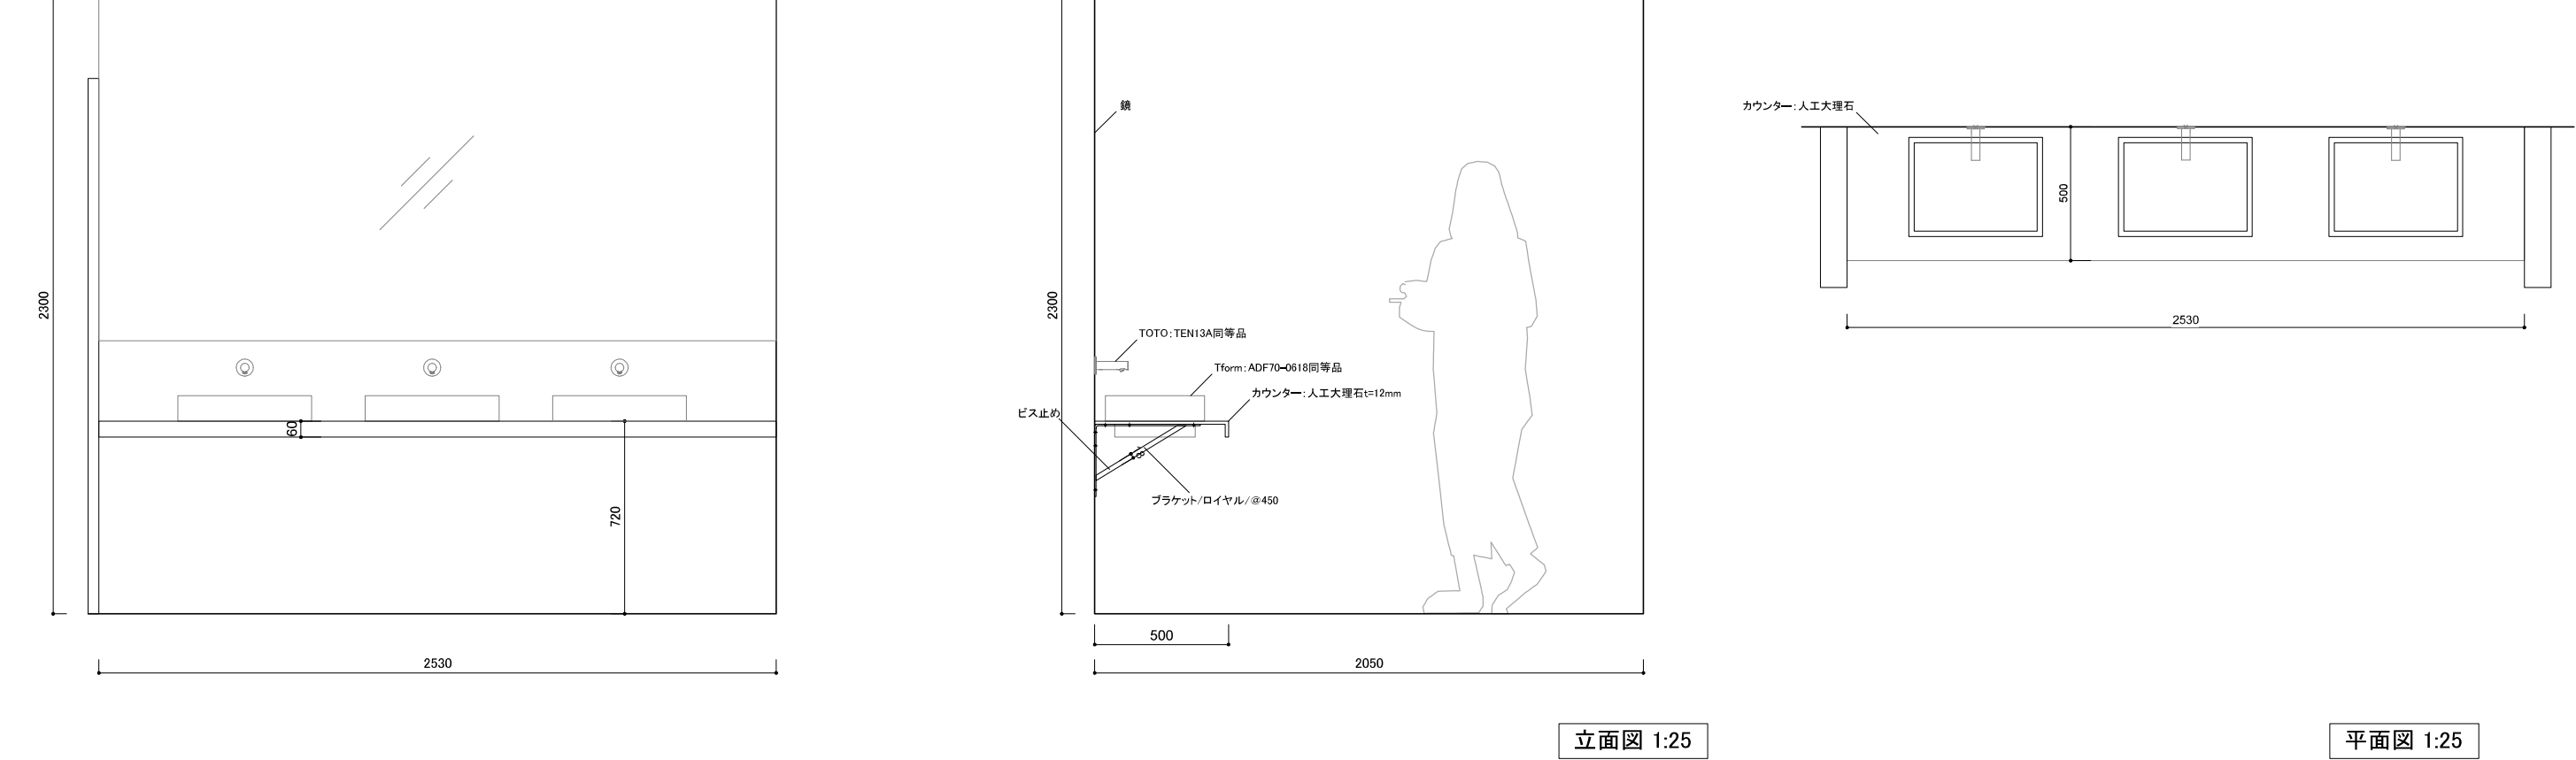 2300
60
720
2530
鏡
2300
TOTO:TEN13A同等品
Tform:ADF70-0618同等品
カウンター:人工大理石t=12mm
ビス止め
18
ブラケット/ロイヤル/@450
500
2050
立面図 1:25
カウンター:人工大理石
500
2530
平面図 1:25